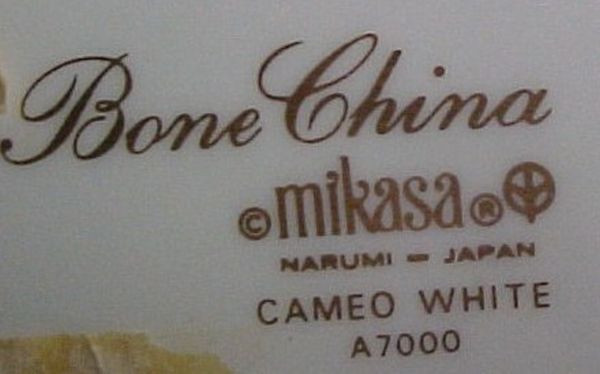 Bone China
©mikasa®
NARUMI - JAPAN
CAMEO WHITE
A7000